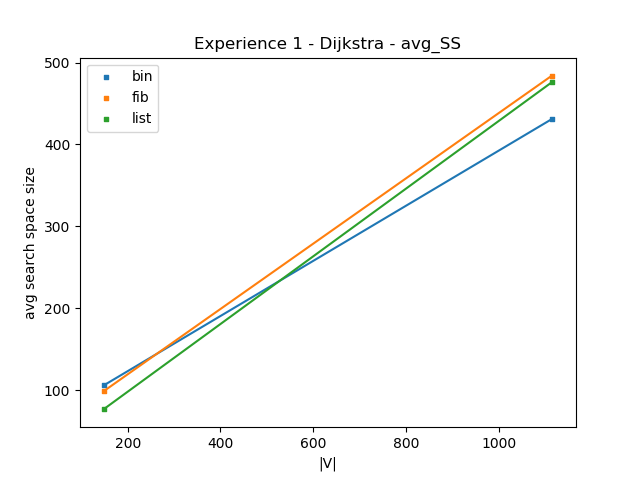 Experience 1 - Dijkstra - avg_SS
bin
fib
list
avg search space size
500
400
300
200
100
200
400
600
800
1000
|V|